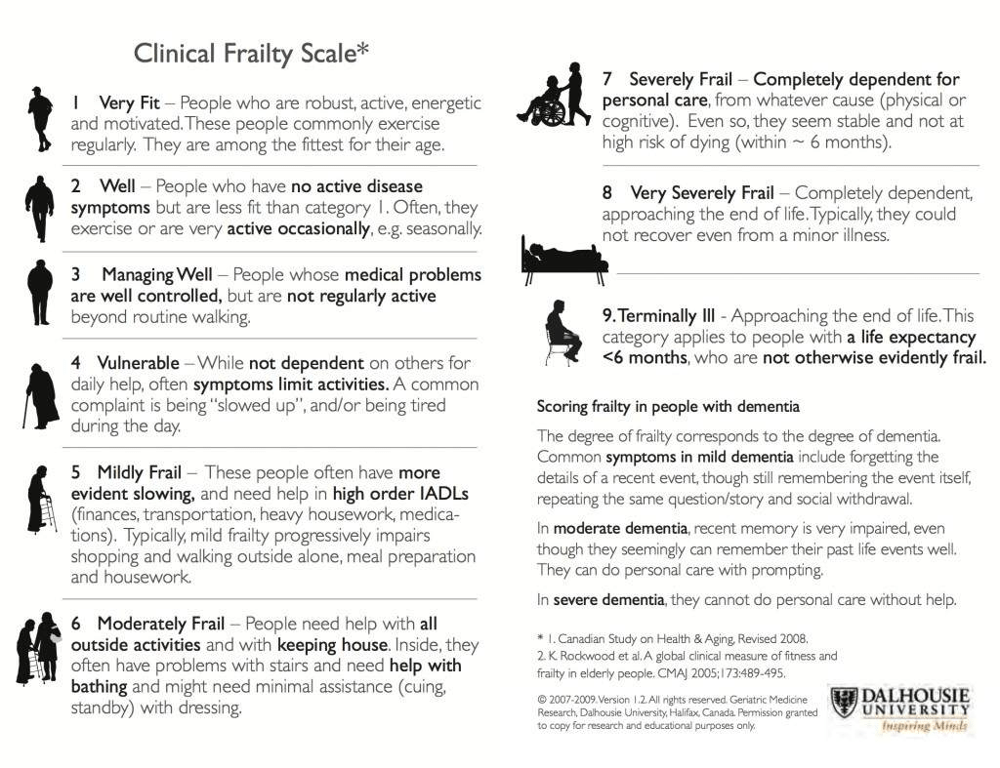 Clinical Frailty Scale*
1 Very Fit – People who are robust, active, energetic
and motivated. These people commonly exercise
regularly. They are among the fittest for their age.
2 Well – People who have no active disease
symptoms but are less fit than category 1. Often, they
exercise or are very active occasionally, e.g. seasonally.
3 Managing Well – People whose medical problems
are well controlled, but are not regularly active
beyond routine walking.
4 Vulnerable – While not dependent on others for
daily help, often symptoms limit activities. A common
complaint is being “slowed up”, and/or being tired
during the day.
5 Mildly Frail – These people often have more
evident slowing, and need help in high order IADLs
(finances, transportation, heavy housework, medica-
tions). Typically, mild frailty progressively impairs
shopping and walking outside alone, meal preparation
and housework.
6 Moderately Frail – People need help with all
outside activities and with keeping house. Inside, they
often have problems with stairs and need help with
bathing and might need minimal assistance (cuing,
standby) with dressing.
7 Severely Frail – Completely dependent for
personal care, from whatever cause (physical or
cognitive). Even so, they seem stable and not at
high risk of dying (within ~ 6 months).
8 Very Severely Frail – Completely dependent,
approaching the end of life. Typically, they could
not recover even from a minor illness.
9. Terminally Ill - Approaching the end of life. This
category applies to people with a life expectancy
<6 months, who are not otherwise evidently frail.
Scoring frailty in people with dementia
The degree of frailty corresponds to the degree of dementia.
Common symptoms in mild dementia include forgetting the
details of a recent event, though still remembering the event itself,
repeating the same question/story and social withdrawal.
In moderate dementia, recent memory is very impaired, even
though they seemingly can remember their past life events well.
They can do personal care with prompting.
In severe dementia, they cannot do personal care without help.
* 1. Canadian Study on Health & Aging, Revised 2008.
2. K. Rockwood et al. A global clinical measure of fitness and
frailty in elderly people. CMAJ 2005;173:489-495.
© 2007-2009. Version 1.2. All rights reserved. Geriatric Medicine
Research, Dalhousie University, Halifax, Canada. Permission granted
to copy for research and educational purposes only.
DALHOUSIE
UNIVERSITY
Inspiring Minds